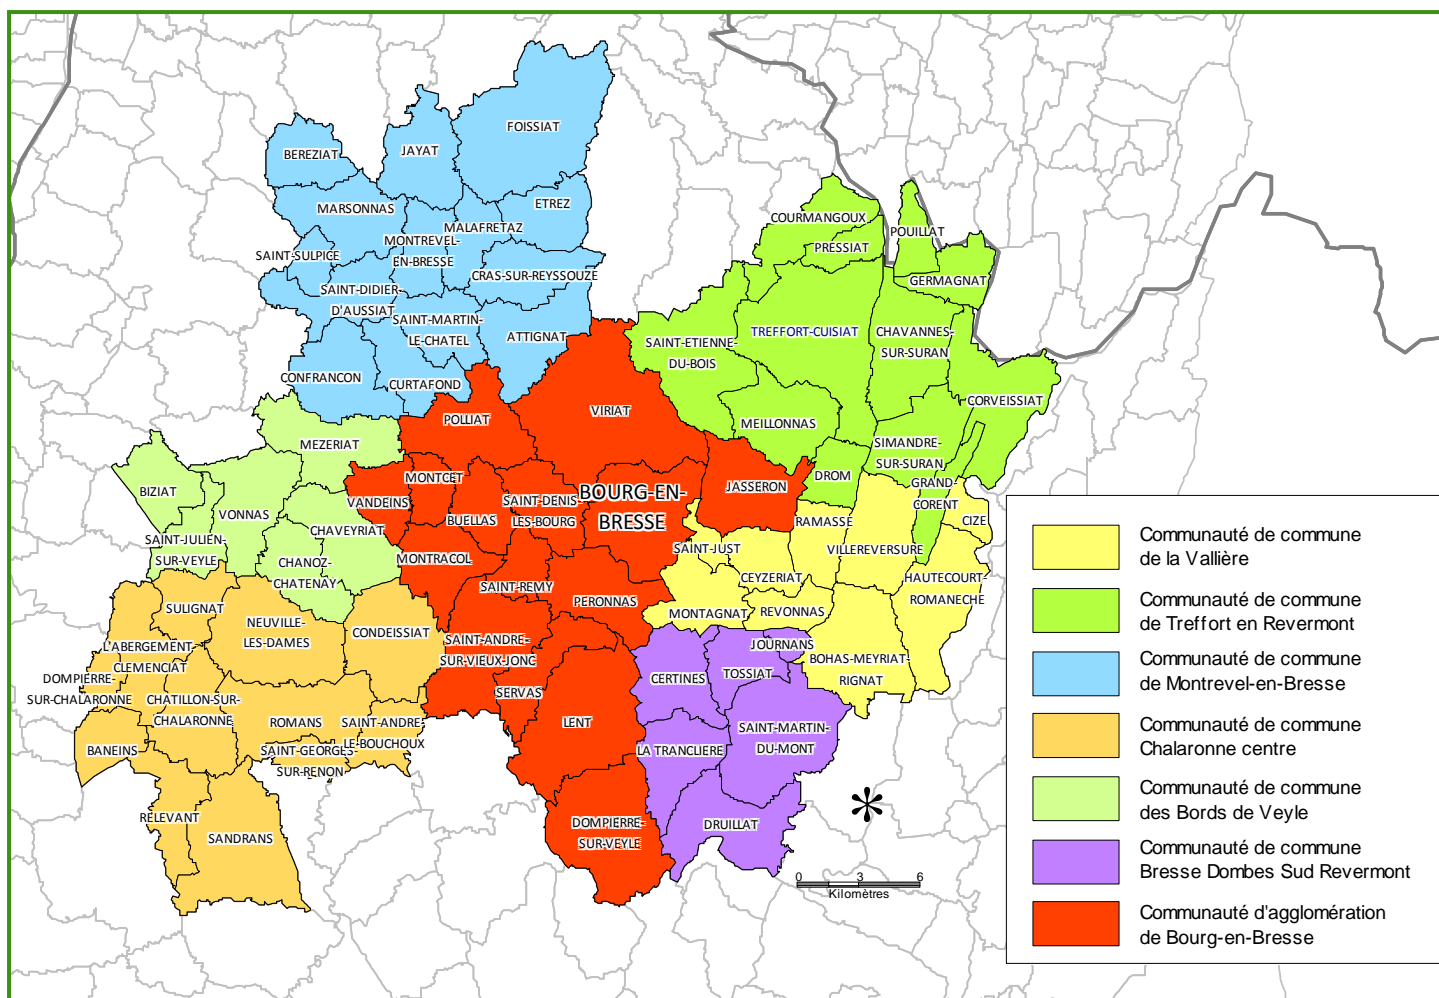 FOISSIAT
BEREZIAT
JAYAT
MARSONNAS
ETREZ
MALAFRETAZ
MONTREVEL-
EN-BRESSE
SAINT-SULPICE
CRAS-SUR-REYSSOUZE
SAINT-DIDIER-
D'AUSSIAT
SAINT-MARTIN-
LE-CHATEL
ATTIGNAT
CONFRANCON
CURTAFOND
COURMANGOUX
PRESSIAT
POUILLAT
GERMAGNAT
TREFFORT-CUISIAT
CHAVANNES-
SUR-SURAN
SAINT-ETIENNE-
DU-BOIS
CORVEISSIAT
MEILLONNAS
SIMANDRE-
SUR-SURAN
DROM
GRAND-
CORENT
POLLIAT
VIRIAT
MONTCET
VANDEINS
BUELLAS
SAINT-DENIS-
LES-BOURG
BOURG-EN-
BRESSE
JASSERON
MONTRACOL
SAINT-REMY
PERONNAS
SAINT-ANDRE-
SUR-VIEUX-JONC
SERVAS
LENT
DOMPIERRE-
SUR-VEYLE
MEZERIAT
BIZIAT
VONNAS
CHAVEYRIAT
SAINT-JULIEN-
SUR-VEYLE
CHANOZ-
CHATENAY
SULIGNAT
NEUVILLE-
LES-DAMES
CONDEISSIAT
L'ABERGEMENT-
CLEMENCIAT
DOMPIERRE-
SUR-CHALARONNE
CHATILLON-SUR-
CHALARONNE
ROMANS
SAINT-ANDRE-
LE-BOUCHOUX
BANEINS
SAINT-GEORGES-
SUR-RENON
RELEVANT
SANDRANS
RAMASSE
CIZE
SAINT-JUST
VILLEREVERSURE
CEYZERIAT
HAUTECOURT-
ROMANECHE
MONTAGNAT
REVONNAS
BOHAS-MEYRIAT-
RIGNAT
JOURNANS
CERTINES
TOSSIAT
LA TRANCLIERE
SAINT-MARTIN-
DU-MONT
DRUILLAT
0 3 6
Kilomètres
Communauté de commune
de la Vallière
Communauté de commune
de Treffort en Revermont
Communauté de commune
de Montrevel-en-Bresse
Communauté de commune
Chalaronne centre
Communauté de commune
des Bords de Veyle
Communauté de commune
Bresse Dombes Sud Revermont
Communauté d'agglomération
de Bourg-en-Bresse